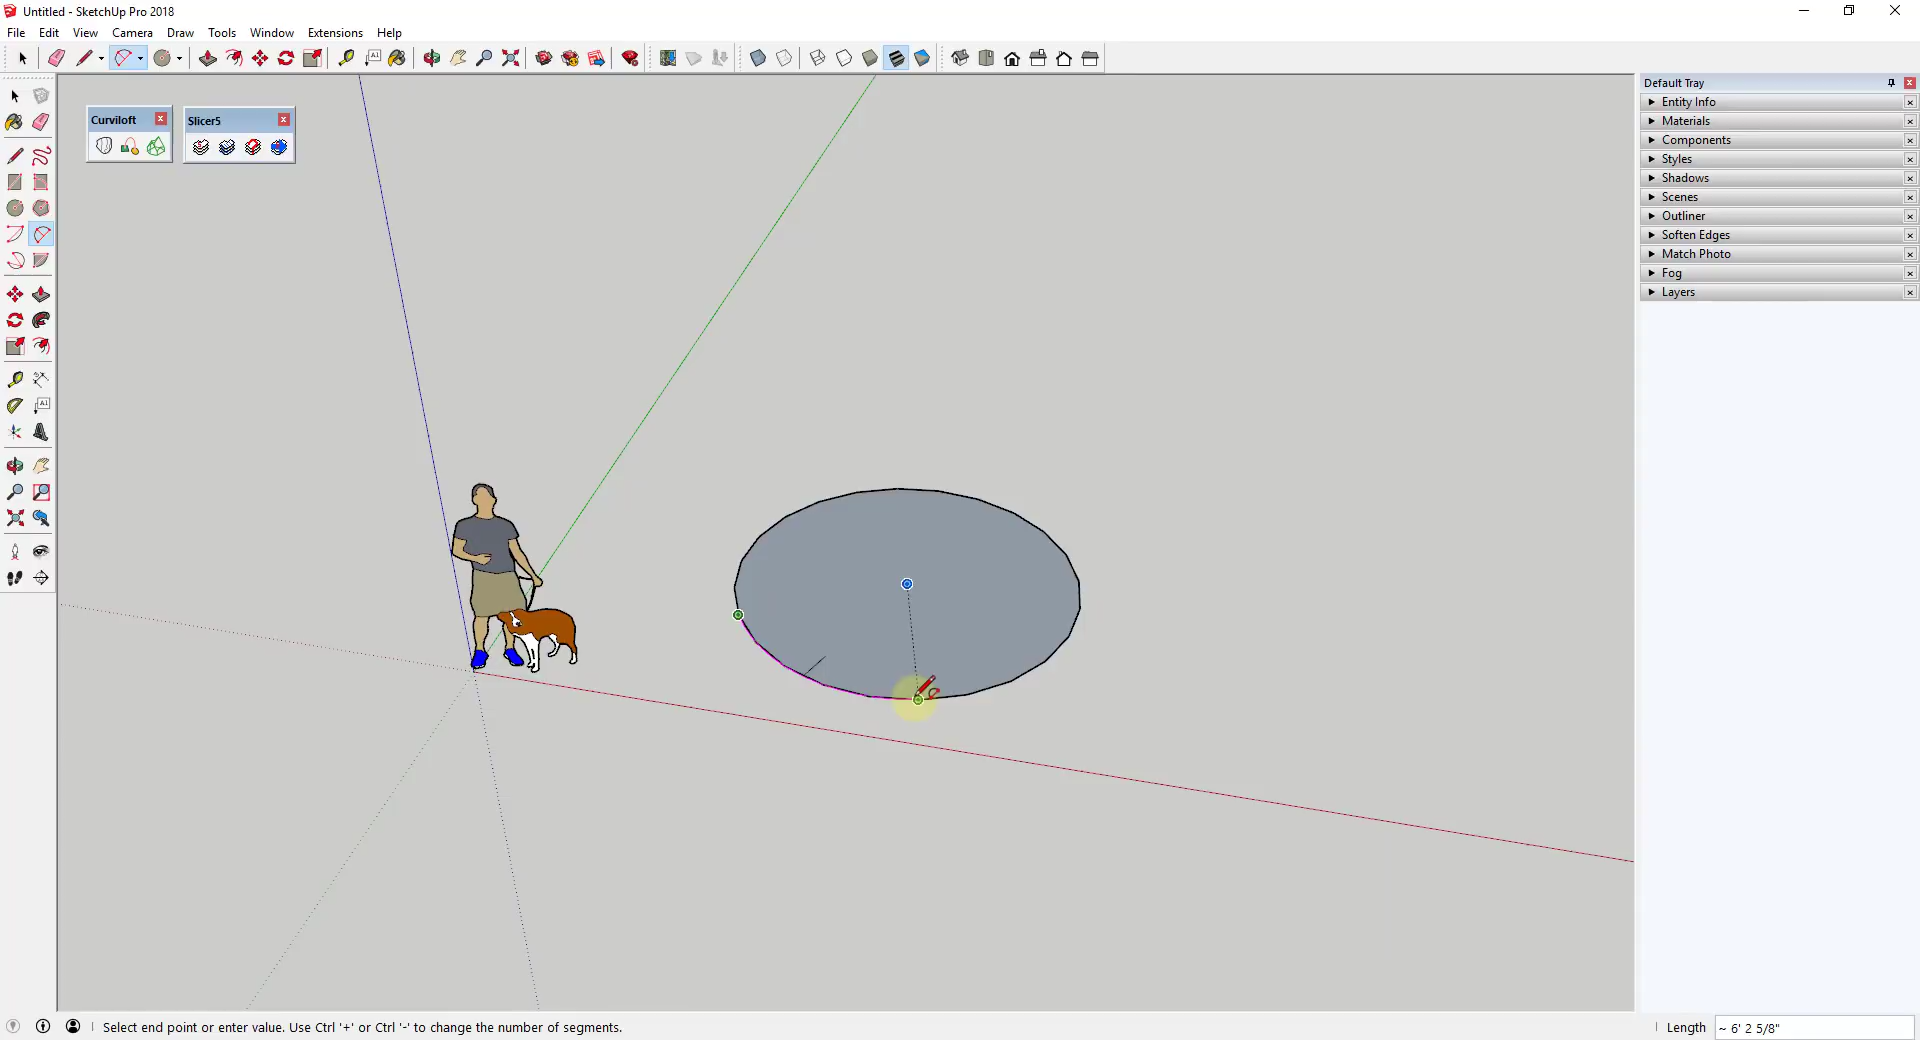 Untitled - SketchUp Pro 2018
File Edit View Camera Draw Tools Window Extensions Help
Default Tray
Entity Info
Materials
Components
Styles
Shadows
Scenes
Outliner
Soften Edges
Match Photo
Fog
Layers
Curviloft
Slicer5
A1
A1
Select end point or enter value. Use Ctrl '+' or Ctrl '-' to change the number of segments.
Length ~ 6' 2 5/8"